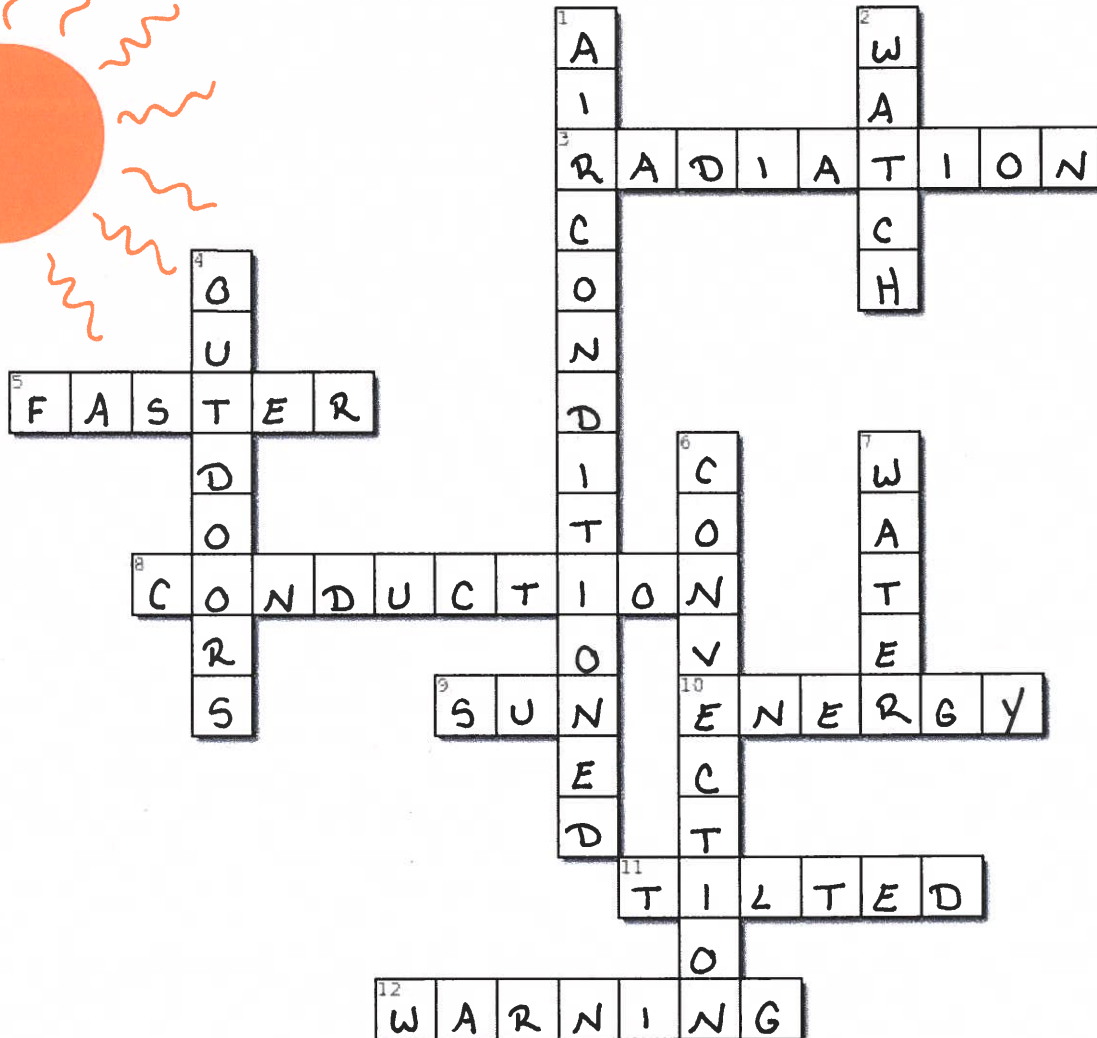 1 AIRCONDITIONED
2 WATCH
3 RADIATION
4 OUTDOORS
5 FASTER
6 CONVECTION
7 WATER
8 CONDUCTION
9 SUN
10 ENERGY
11 TILTED
12 WARNING